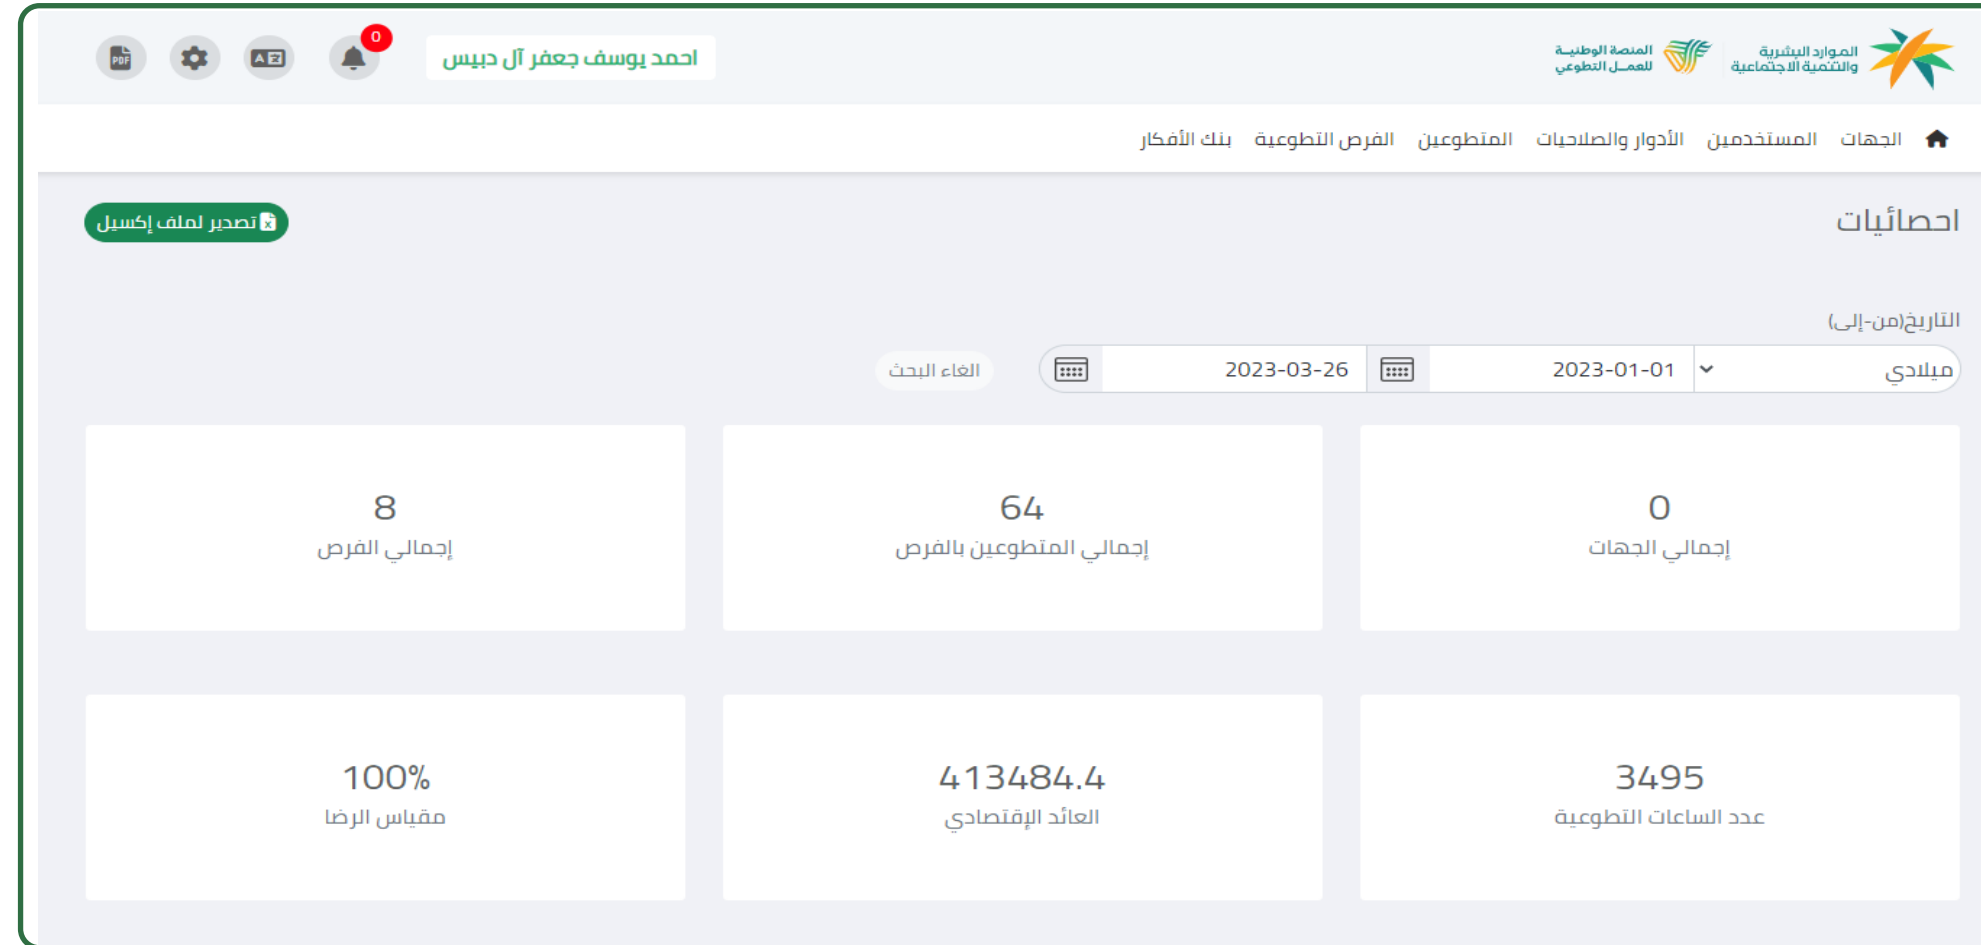 الموارد البشرية
والتنمية الاجتماعية
المنصة الوطنية
للعمل التطوعي
احمد يوسف جعفر آل دبيس
0
PDF
الجهات المستخدمين الأدوار والصلاحيات المتطوعين الفرص التطوعية بنك الأفكار
احصائيات
تصدير لملف إكسيل
التاريخ(من-إلى)
ميلادي 2023-01-01 2023-03-26 الغاء البحث
0 64 8
إجمالي الجهات إجمالي المتطوعين بالفرص إجمالي الفرص
3495 413484.4 100%
عدد الساعات التطوعية العائد الإقتصادي مقياس الرضا